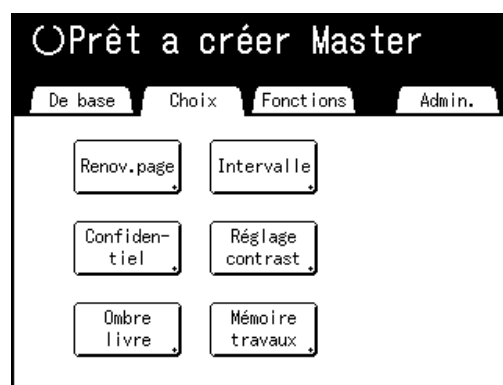 Prêt a créer Master
De base Choix Fonctions Admin.
Renov.page Intervalle
Confiden-
tiel
Réglage
contrast
Ombre
livre
Mémoire
travaux